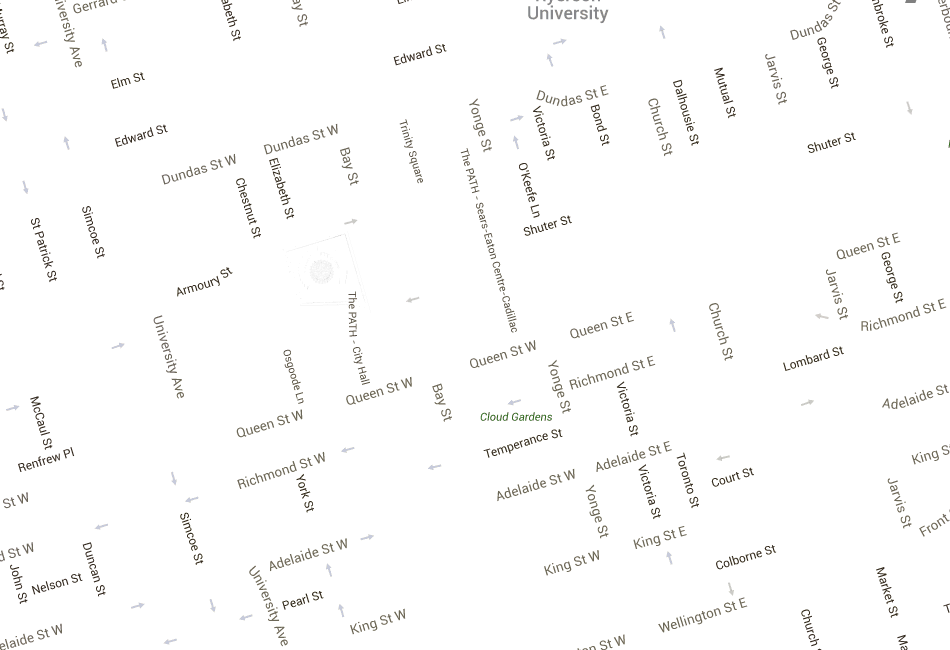 University
Gerrard
University Ave
Edward St
Elm St
Edward St
Dundas St W
Dundas St W
Elizabeth St
Chestnut St
Bay St
Trinity Square
Yonge St
Dundas St E
Victoria St
Bond St
Church St
Dalhousie St
Mutual St
Jarvis St
Dundas St
George St
Shuter St
The PATH - Sears-Eaton Centre-Cadillac
O'Keefe Ln
Shuter St
St Patrick St
Simcoe St
Armoury St
The PATH - City Hall
Queen St E
Jarvis St
George St
Richmond St E
University Ave
Osgoode Ln
Queen St W
Queen St W
Bay St
Queen St W
Queen St E
Church St
Lombard St
Richmond St E
Yonge St
Victoria St
Cloud Gardens
Temperance St
Adelaide St
McCaul St
Renfrew Pl
St W
Richmond St W
York St
Adelaide St W
Adelaide St E
Victoria St
Toronto St
Court St
King S
Jarvis St
Front
Simcoe St
Yonge St
King St W
King St E
Colborne St
d St W
John St
Nelson St
Duncan St
Adelaide St W
University Ave
Pearl St
King St W
Wellington St E
Market St
Church
elaide St W
on St W
Ma